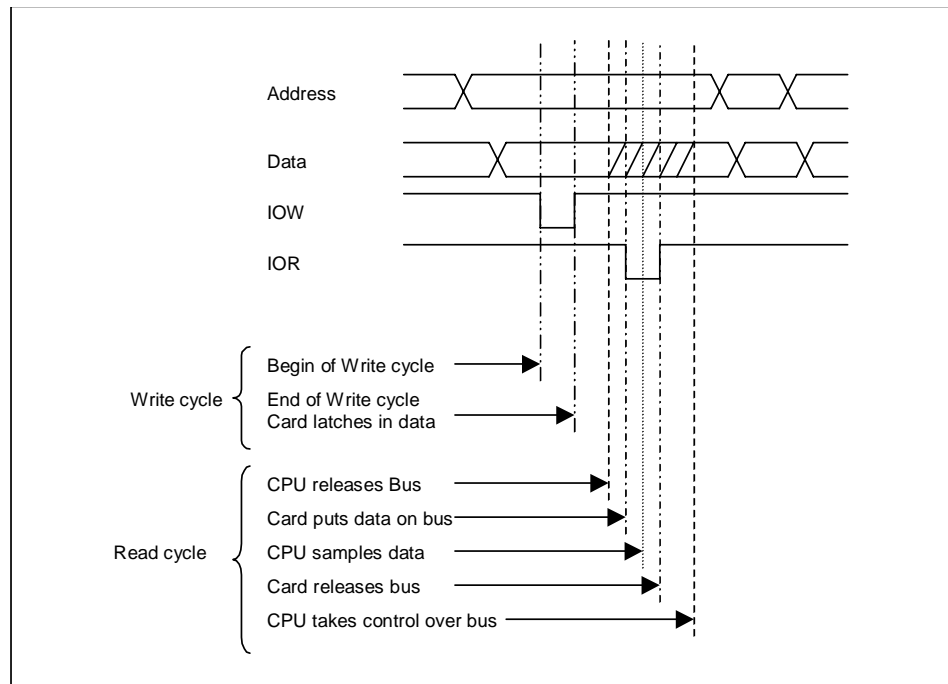 Address
Data
IOW
IOR
Write cycle
Begin of Write cycle
End of Write cycle
Card latches in data
Read cycle
CPU releases Bus
Card puts data on bus
CPU samples data
Card releases bus
CPU takes control over bus